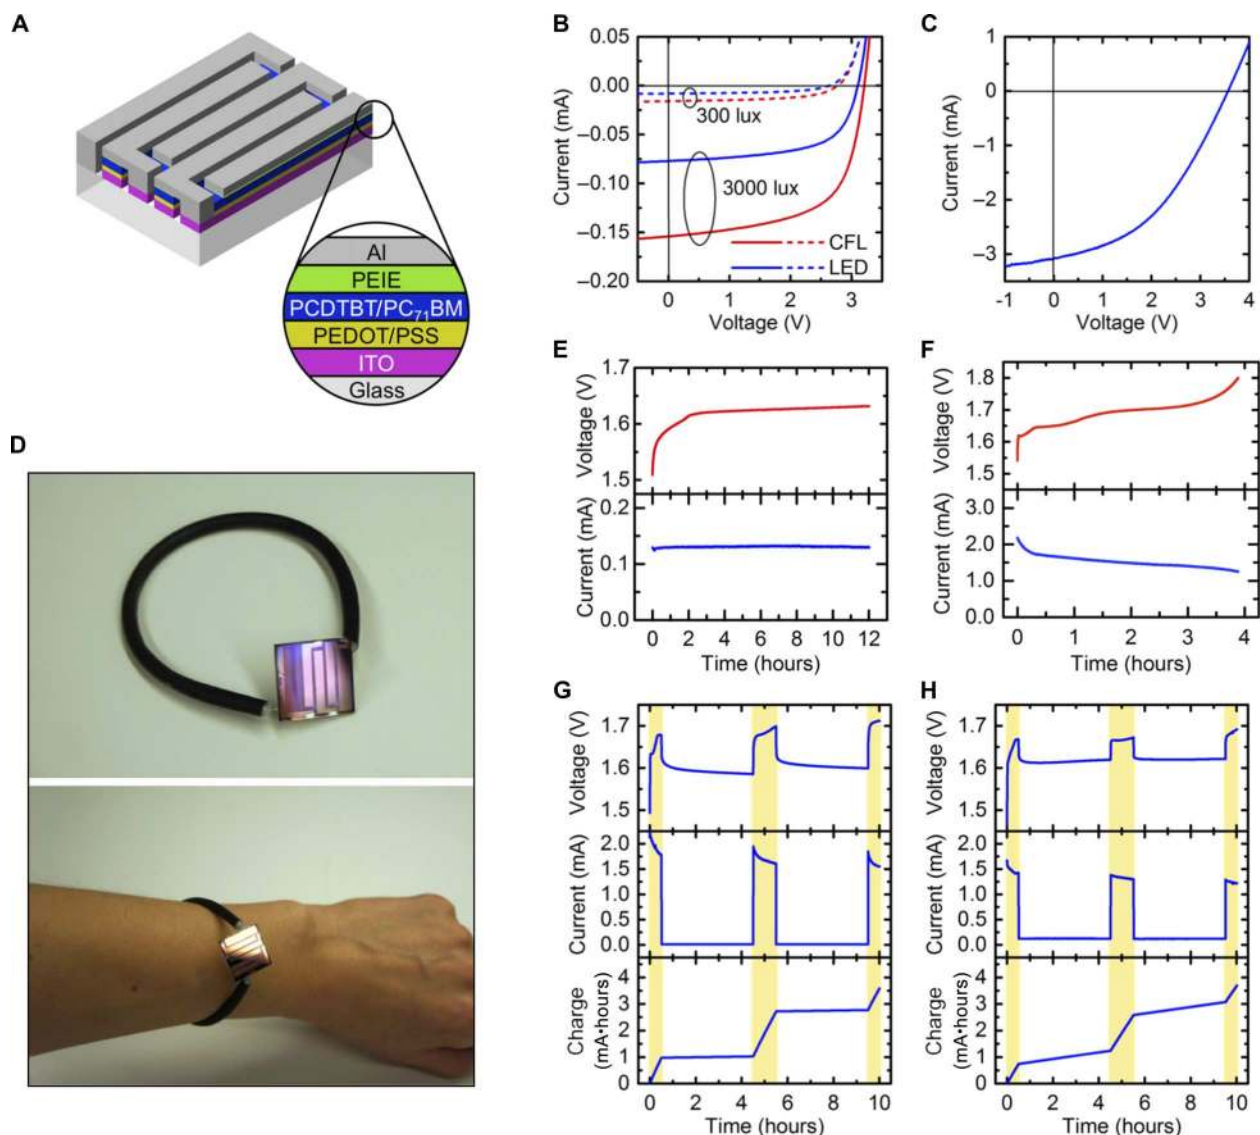 A
Al
PEIE
PCDTBT/PC₇₁BM
PEDOT/PSS
ITO
Glass
B
0.05
0.00
−0.05
−0.10
−0.15
−0.20
Current (mA)
300 lux
3000 lux
CFL
LED
0 1 2 3
Voltage (V)
C
1
0
−1
−2
−3
Current (mA)
-1 0 1 2 3 4
Voltage (V)
D
E
1.7
1.6
1.5
Voltage (V)
0.2
0.1
0.0
Current (mA)
0 2 4 6 8 10 12
Time (hours)
F
1.8
1.7
1.6
1.5
Voltage (V)
3.0
2.0
1.0
0.0
Current (mA)
0 1 2 3 4
Time (hours)
G
1.7
1.6
1.5
Voltage (V)
2.0
1.5
1.0
0.5
0.0
Current (mA)
4
3
2
1
0
Charge
(mA•hours)
0 2 4 6 8 10
Time (hours)
H
1.7
1.6
1.5
Voltage (V)
2.0
1.5
1.0
0.5
0.0
Current (mA)
4
3
2
1
0
Charge
(mA•hours)
0 2 4 6 8 10
Time (hours)